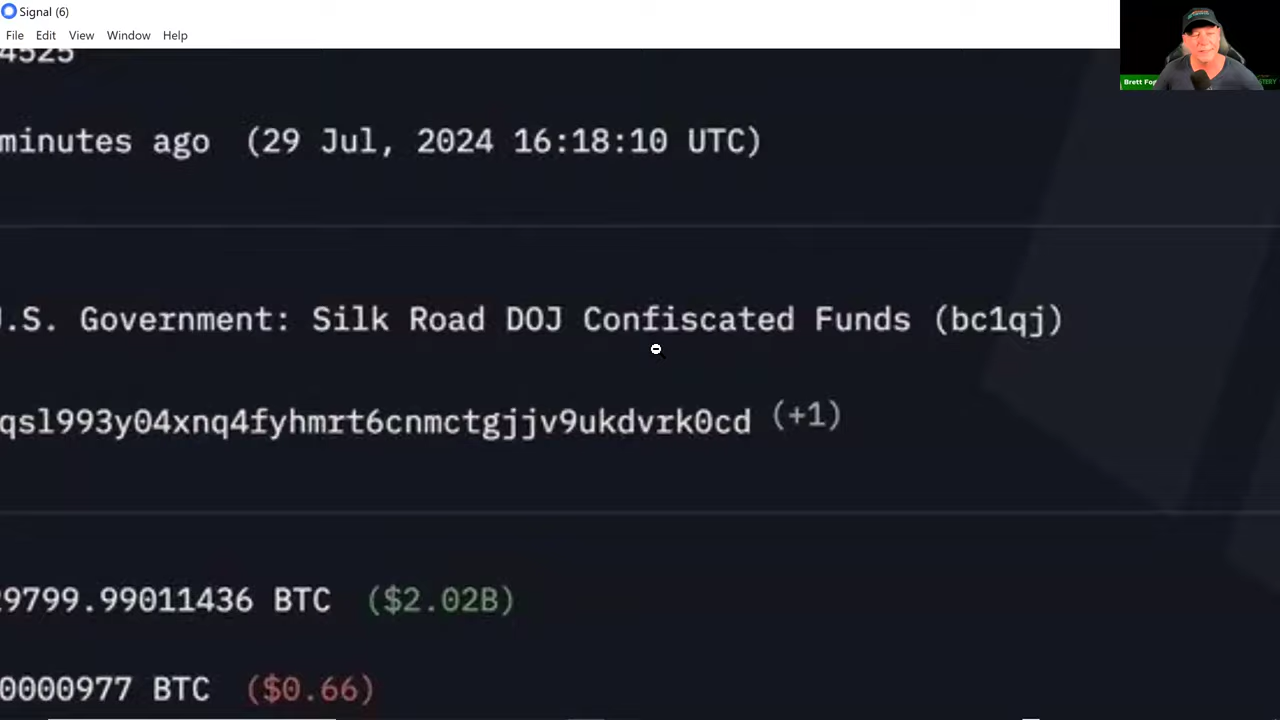 Signal (6)
File Edit View Window Help
4525
minutes ago (29 Jul, 2024 16:18:10 UTC)
.S. Government: Silk Road DOJ Confiscated Funds (bc1qj)
qsl993y04xnq4fyhmrt6cnmctgjjv9ukdvrk0cd (+1)
9799.99011436 BTC ($2.02B)
0000977 BTC ($0.66)
Brett